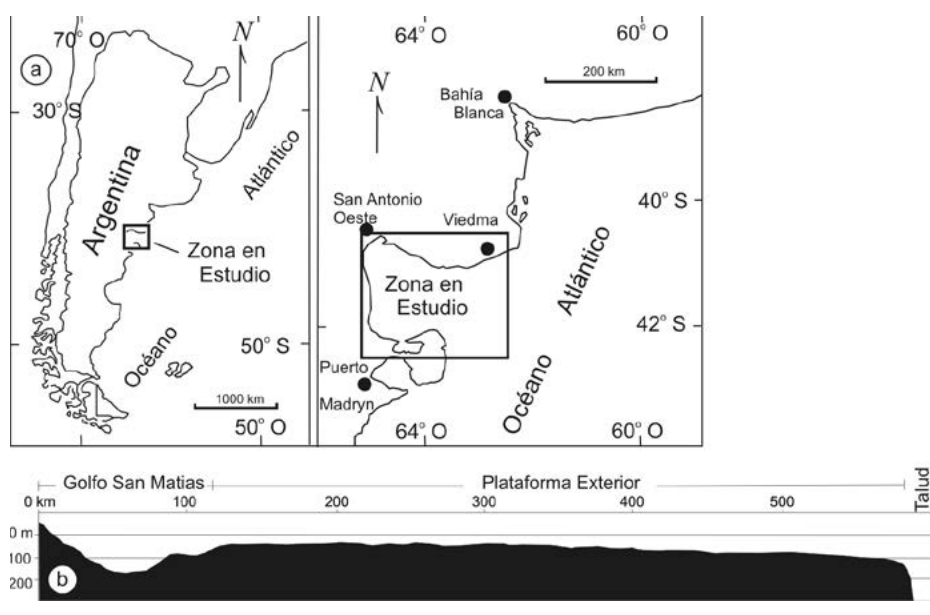 a
70° O
N
30° S
Argentina
Atlántico
Zona en
Estudio
Océano
50° S
1000 km
50° O
64° O
60° O
200 km
N
Bahía
Blanca
San Antonio
Oeste
Viedma
40° S
Zona en
Estudio
Atlántico
42° S
Puerto
Madryn
Océano
64° O
60° O
Golfo San Matias
Plataforma Exterior
Talud
0 km 100 200 300 400 500
0 m
100
200
b